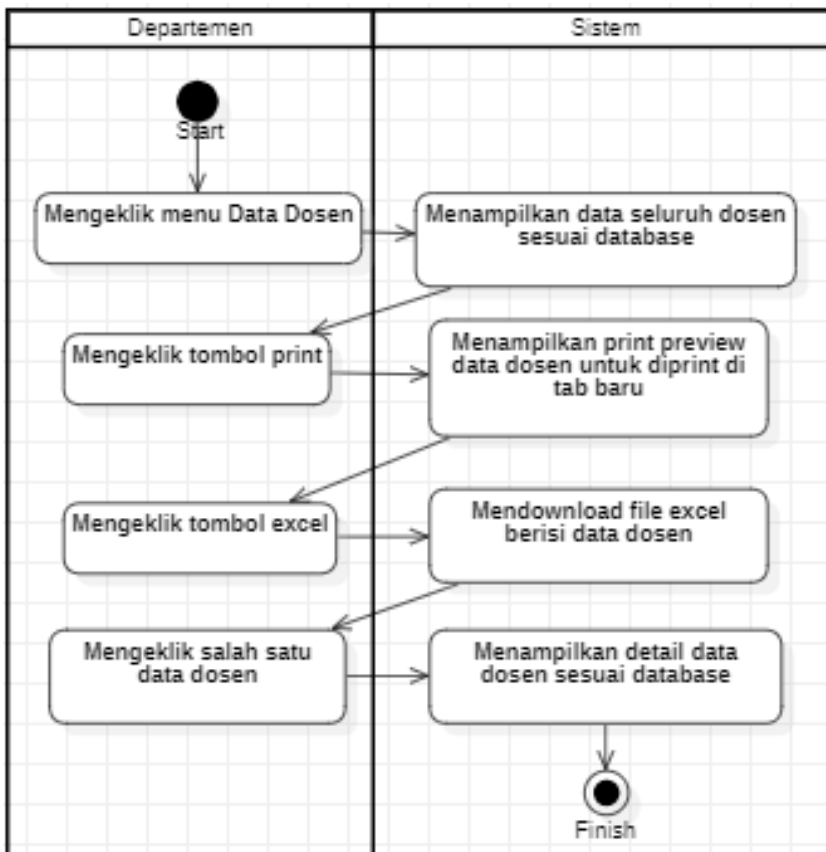 Departemen
Sistem
Start
Mengeklik menu Data Dosen
Menampilkan data seluruh dosen
sesuai database
Mengeklik tombol print
Menampilkan print preview
data dosen untuk diprint di
tab baru
Mengeklik tombol excel
Mendownload file excel
berisi data dosen
Mengeklik salah satu
data dosen
Menampilkan detail data
dosen sesuai database
Finish